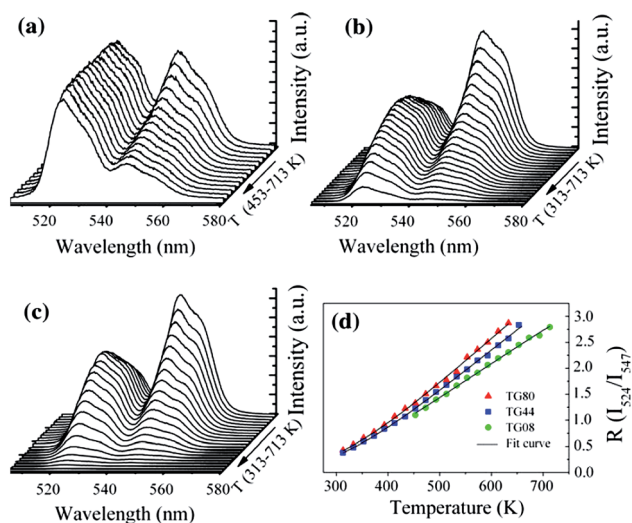 (a)
Intensity (a.u.)
520 540 560 580
Wavelength (nm)
T (453-713 K)
(b)
Intensity (a.u.)
520 540 560 580
Wavelength (nm)
T (313-713 K)
(c)
Intensity (a.u.)
520 540 560 580
Wavelength (nm)
T (313-713 K)
(d)
3.0
2.5
2.0
1.5
1.0
0.5
0.0
R (I524/I547)
TG80
TG44
TG08
Fit curve
300 400 500 600 700
Temperature (K)